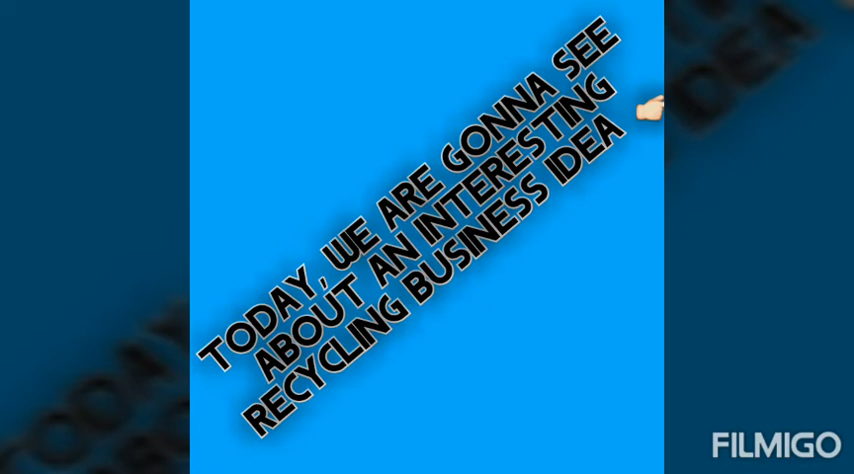 TODAY, WE ARE GONNA SEE
ABOUT AN INTERESTING
RECYCLING BUSINESS IDEA
FILMIGO